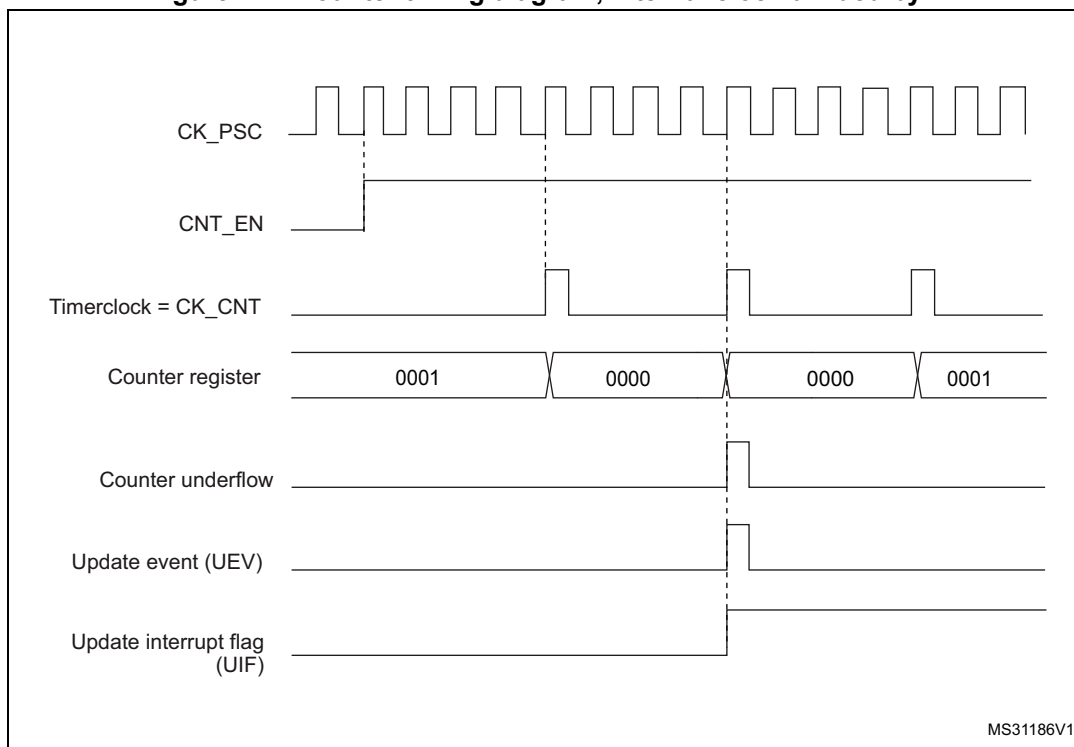 CK_PSC
CNT_EN
Timerclock = CK_CNT
Counter register
0001
0000
0000
0001
Counter underflow
Update event (UEV)
Update interrupt flag
(UIF)
MS31186V1